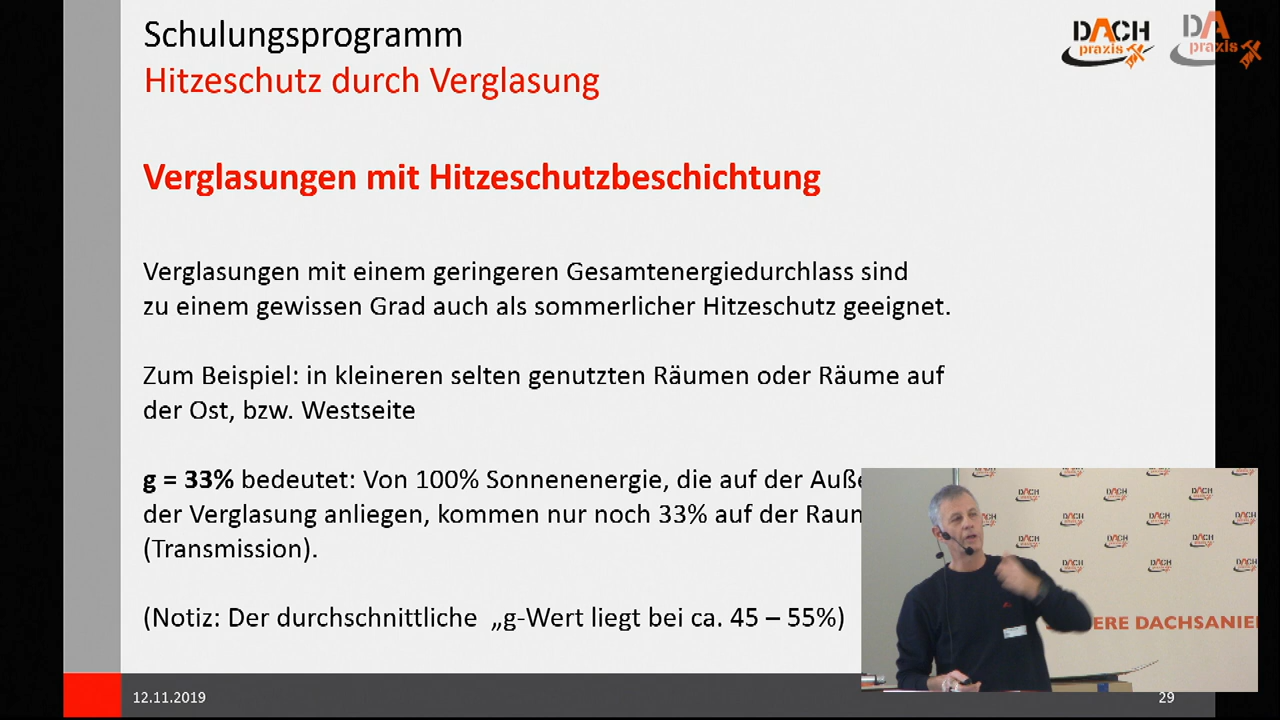 Schulungsprogramm
Hitzeschutz durch Verglasung
DACH
praxis
DA
praxis
Verglasungen mit Hitzeschutzbeschichtung
Verglasungen mit einem geringeren Gesamtenergiedurchlass sind
zu einem gewissen Grad auch als sommerlicher Hitzeschutz geeignet.
Zum Beispiel: in kleineren selten genutzten Räumen oder Räume auf
der Ost, bzw. Westseite
g = 33% bedeutet: Von 100% Sonnenenergie, die auf der Auße
der Verglasung anliegen, kommen nur noch 33% auf der Raum
(Transmission).
(Notiz: Der durchschnittliche „g-Wert liegt bei ca. 45 – 55%)
ERE DACHSANIE
12.11.2019
29